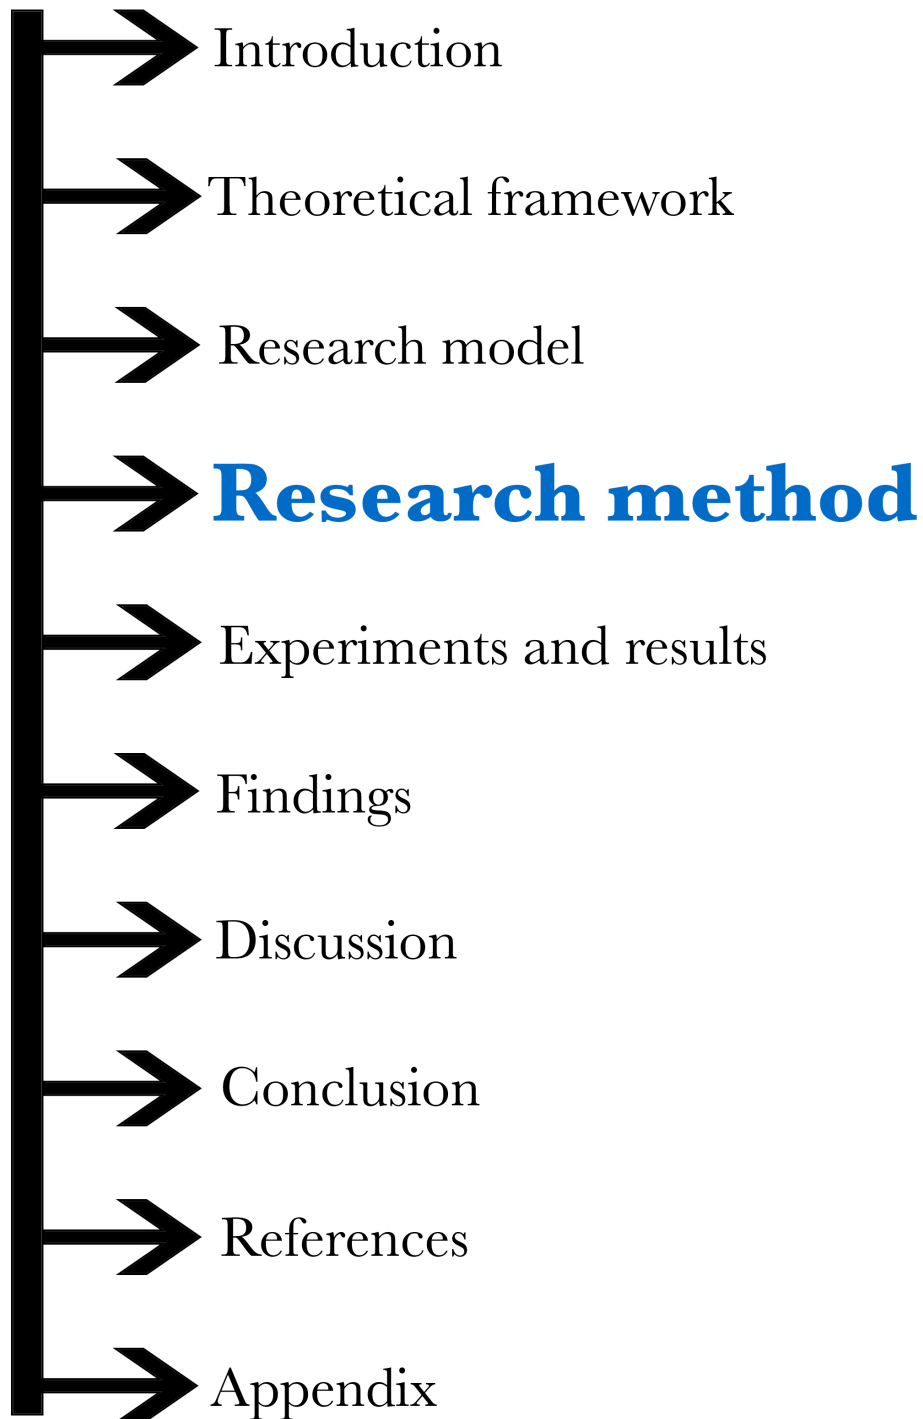 Introduction
Theoretical framework
Research model
Research method
Experiments and results
Findings
Discussion
Conclusion
References
Appendix